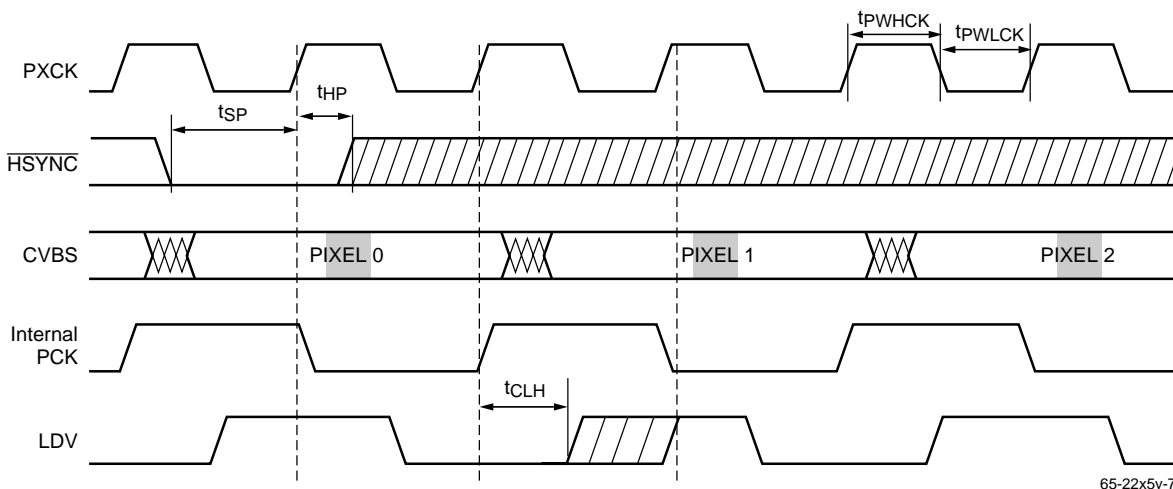 tPWHCK
tPWLCK
PXCK
tHP
tSP
HSYNC
CVBS
PIXEL 0
PIXEL 1
PIXEL 2
Internal
PCK
tCLH
LDV
65-22x5y-7